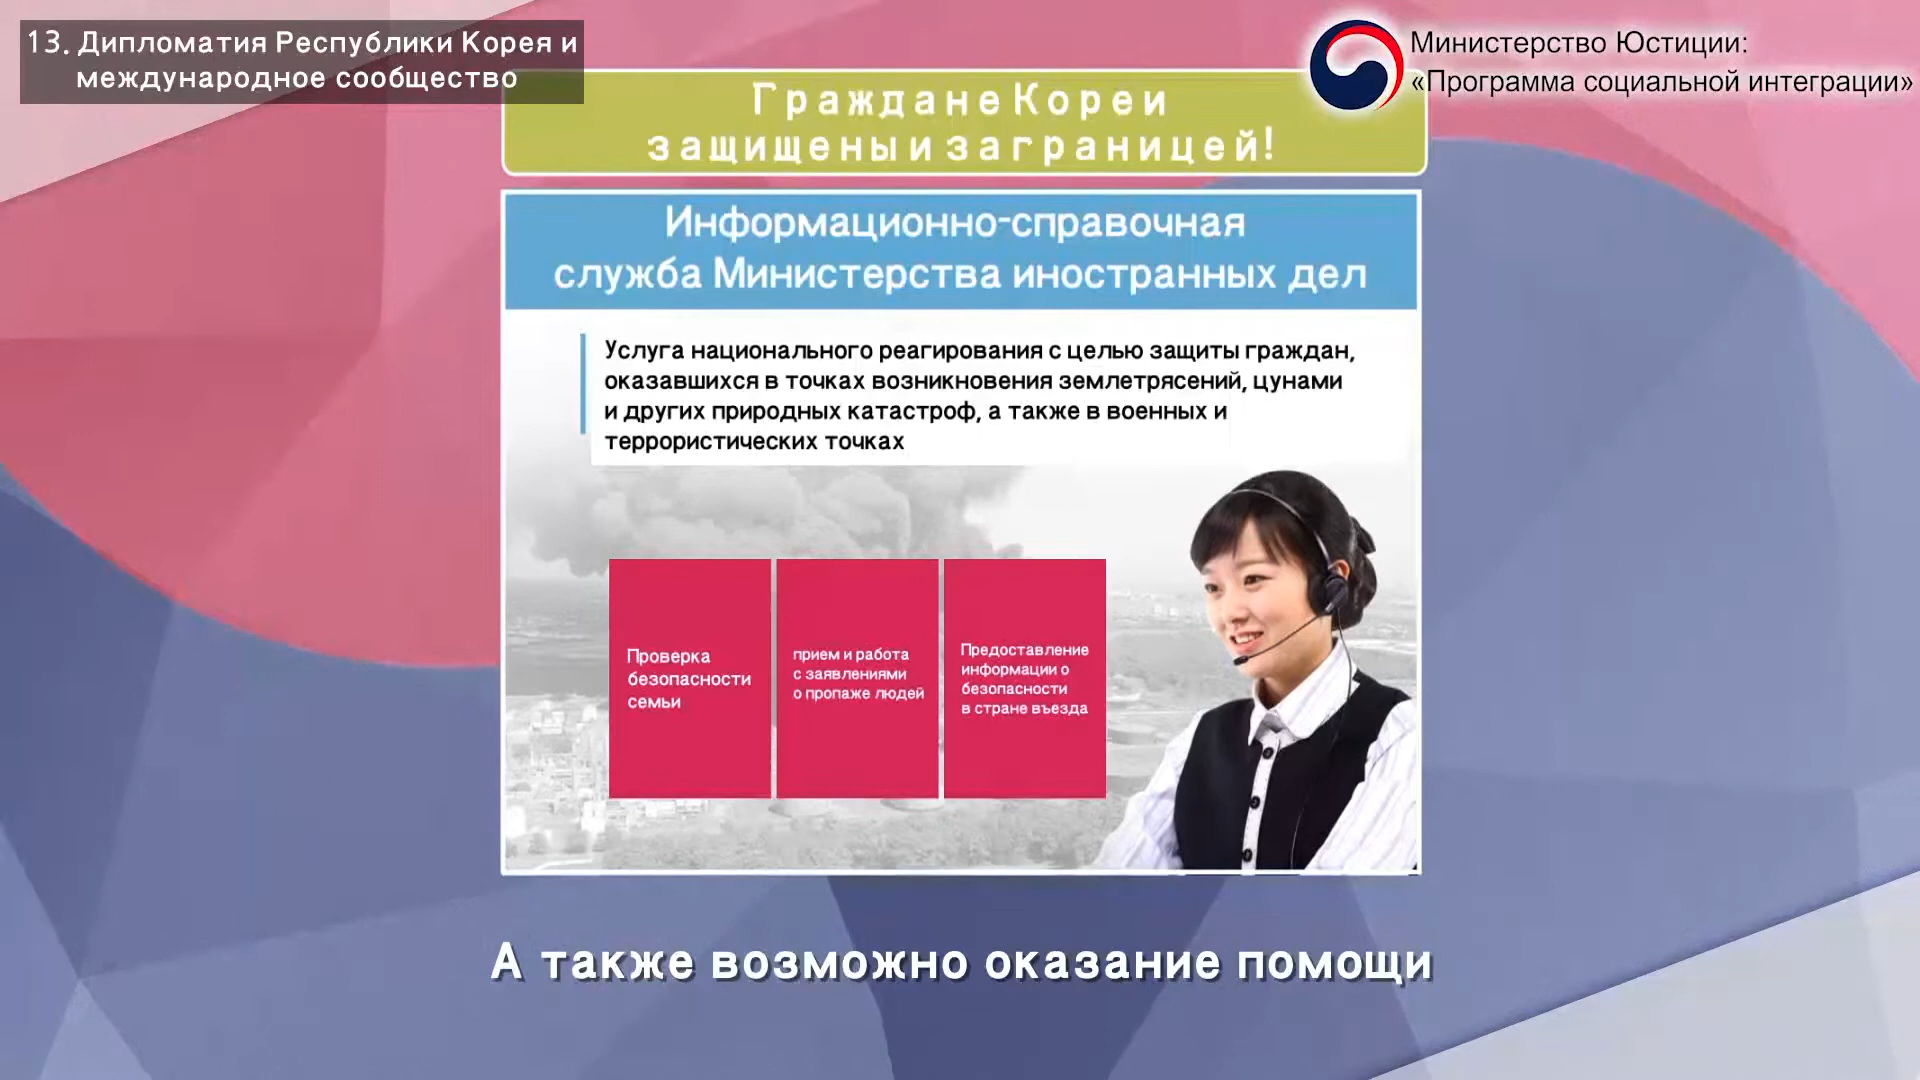 13. Дипломатия Республики Корея и
международное сообщество
Министерство Юстиции:
«Программа социальной интеграции»
Граждане Кореи
защищены и заграницей!
Информационно-справочная
служба Министерства иностранных дел
Услуга национального реагирования с целью защиты граждан,
оказавшихся в точках возникновения землетрясений, цунами
и других природных катастроф, а также в военных и
террористических точках
Проверка
безопасности
семьи
прием и работа
с заявлениями
о пропаже людей
Предоставление
информации о
безопасности
в стране въезда
А также возможно оказание помощи